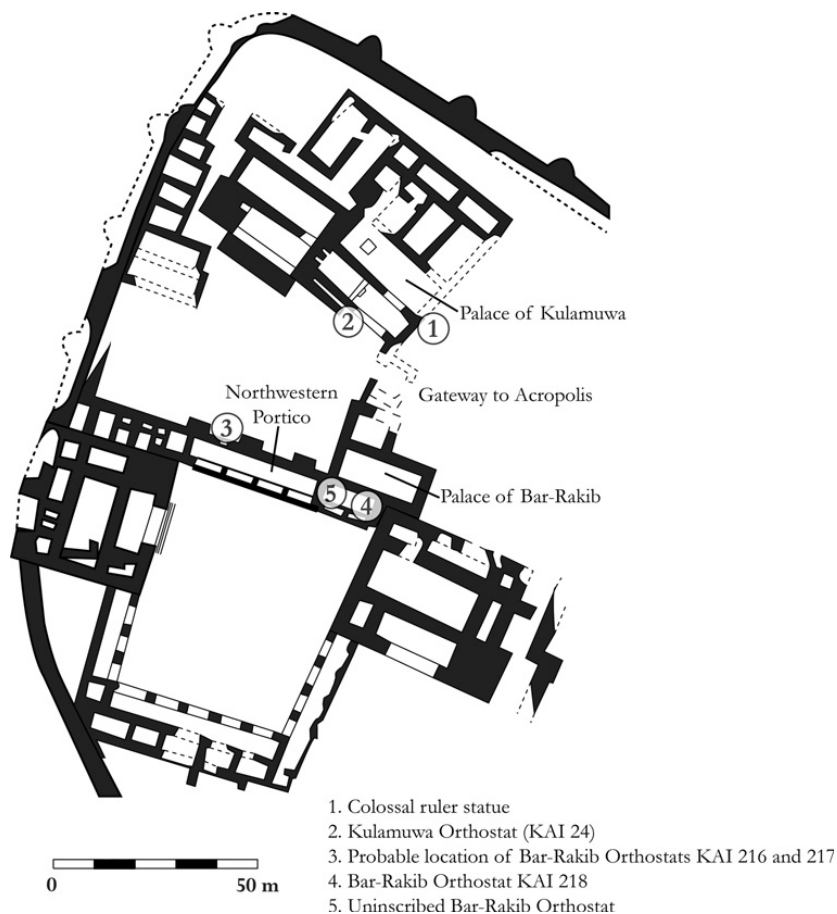 Palace of Kulamuwa
2
1
Gateway to Acropolis
Northwestern
Portico
3
5
4
Palace of Bar-Rakib
1. Colossal ruler statue
2. Kulamuwa Orthostat (KAI 24)
3. Probable location of Bar-Rakib Orthostats KAI 216 and 217
4. Bar-Rakib Orthostat KAI 218
5. Uninscribed Bar-Rakib Orthostat
0 50 m